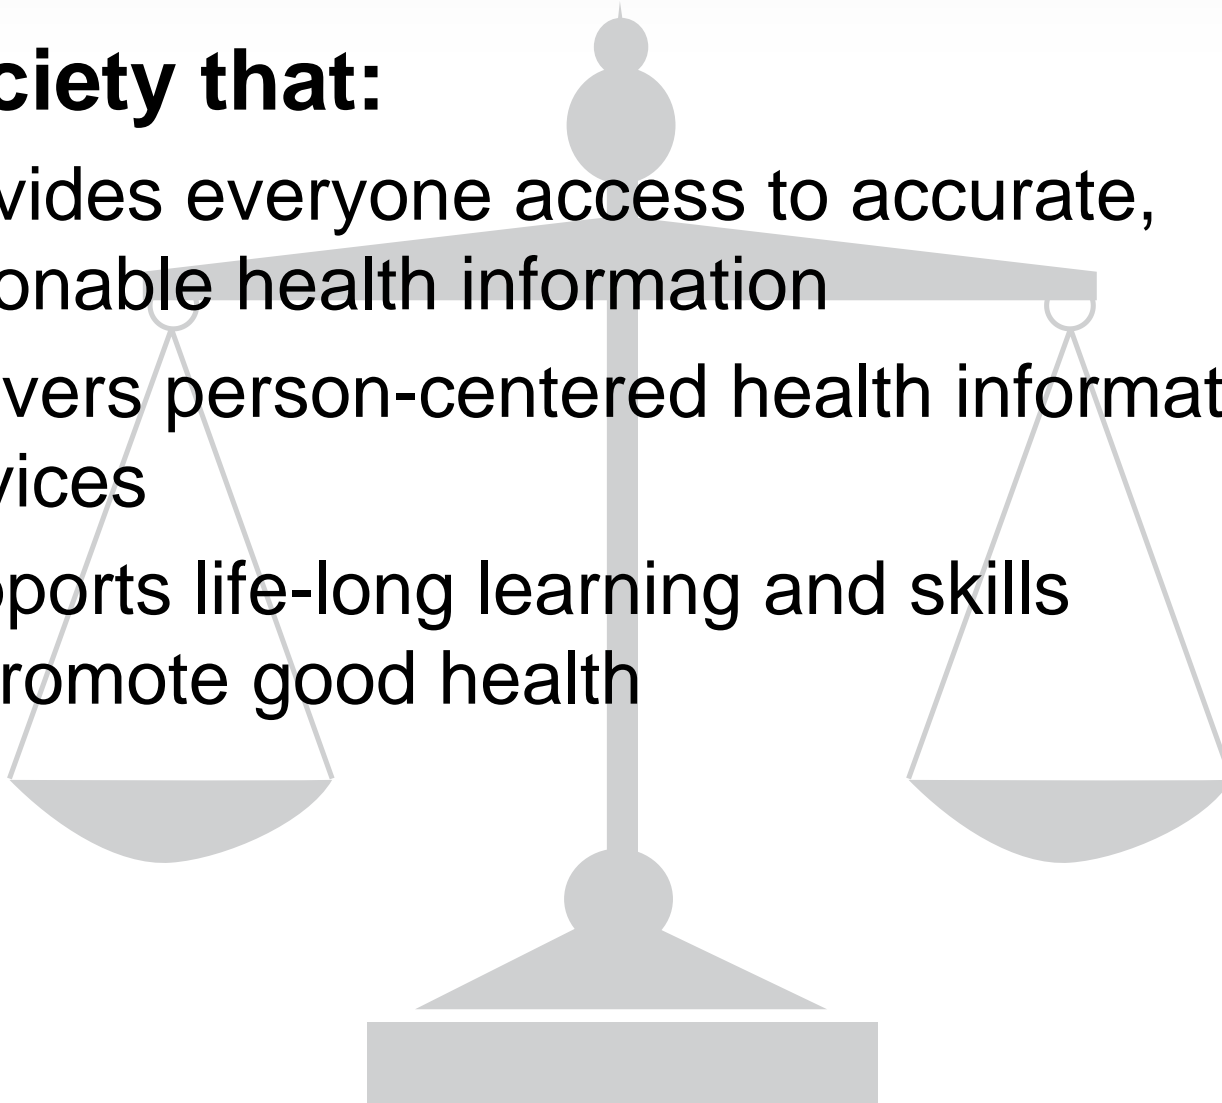 ciety that:
vides everyone access to accurate,
onable health information
vers person-centered health informat
vices
pports life-long learning and skills
romote good health